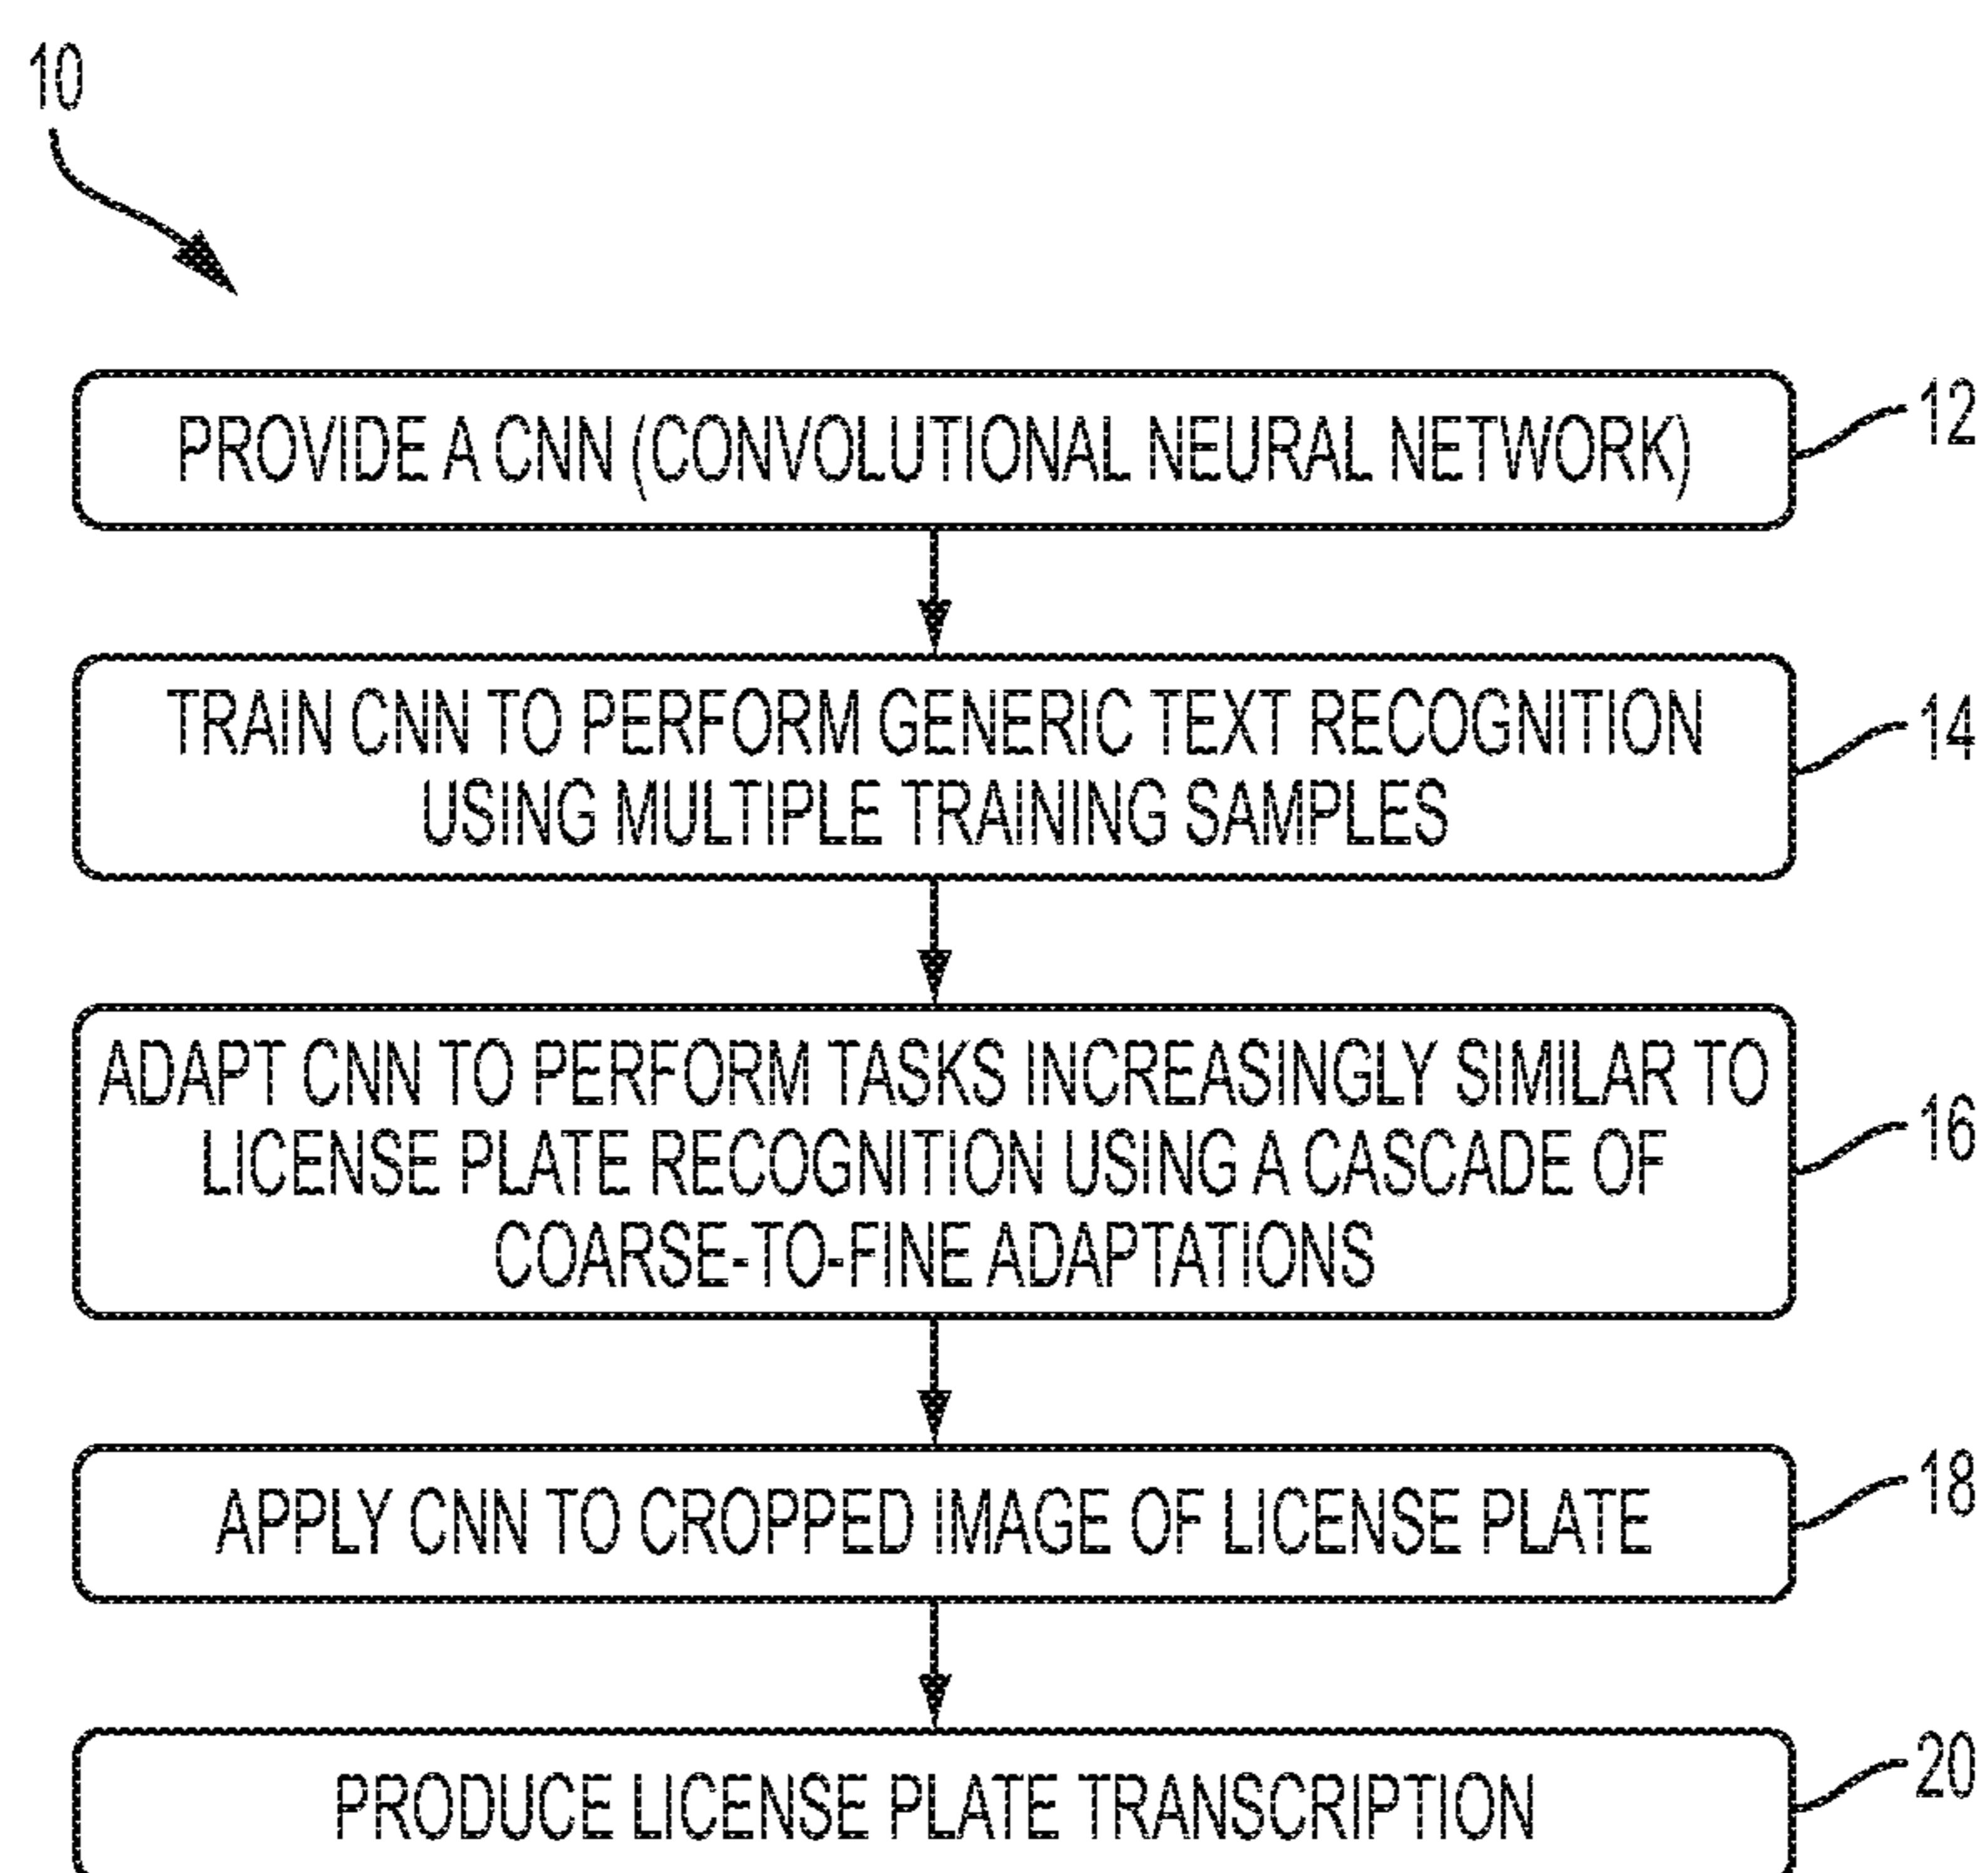 10
PROVIDE A CNN (CONVOLUTIONAL NEURAL NETWORK)
12
TRAIN CNN TO PERFORM GENERIC TEXT RECOGNITION
USING MULTIPLE TRAINING SAMPLES
14
ADAPT CNN TO PERFORM TASKS INCREASINGLY SIMILAR TO
LICENSE PLATE RECOGNITION USING A CASCADE OF
COARSE-TO-FINE ADAPTATIONS
16
APPLY CNN TO CROPPED IMAGE OF LICENSE PLATE
18
PRODUCE LICENSE PLATE TRANSCRIPTION
20